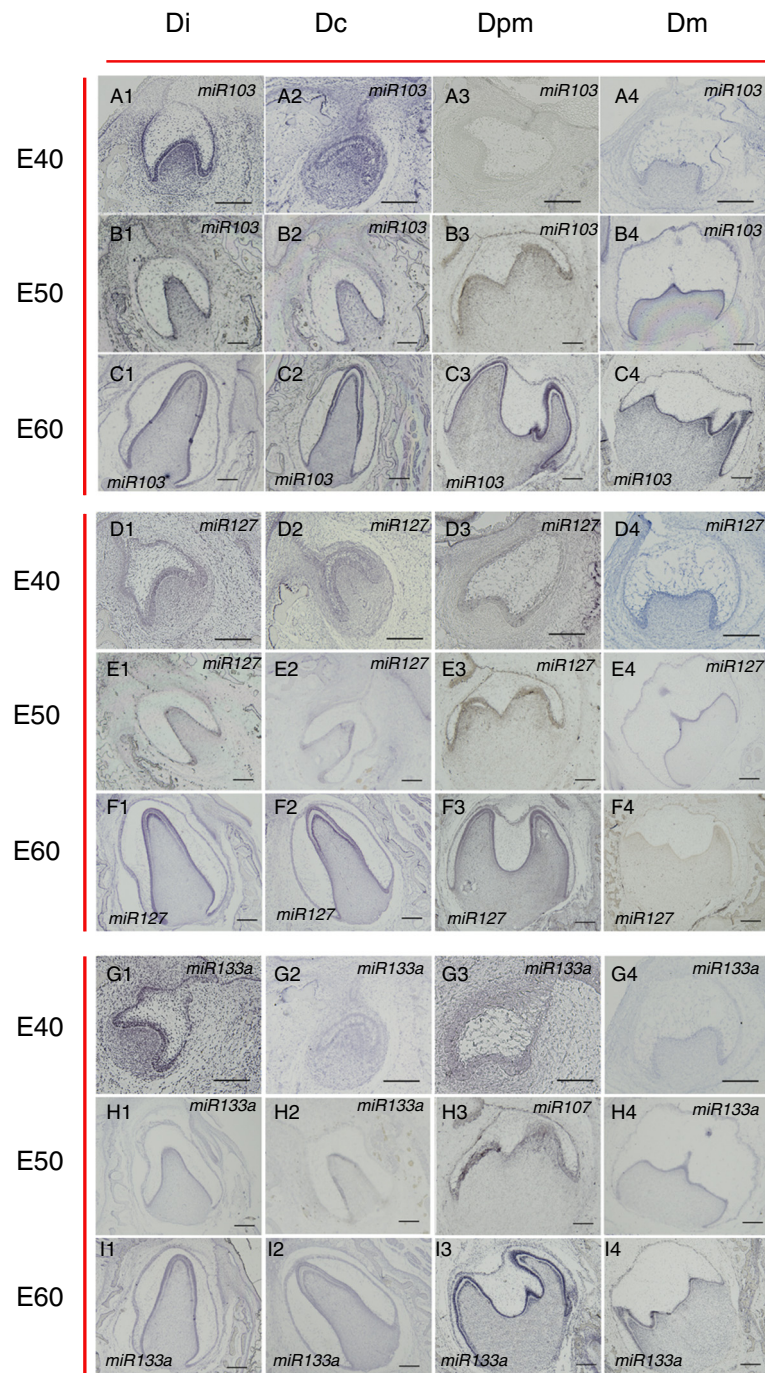 Di Dc Dpm Dm
E40
A1 miR103 A2 miR103 A3 miR103 A4 miR103
E50
B1 miR103 B2 miR103 B3 miR103 B4 miR103
E60
C1 C2 C3 C4
miR103 miR103 miR103 miR103
E40
D1 miR127 D2 miR127 D3 miR127 D4 miR127
E50
E1 miR127 E2 miR127 E3 miR127 E4 miR127
E60
F1 F2 F3 F4
miR127 miR127 miR127 miR127
E40
G1 miR133a G2 miR133a G3 miR133a G4 miR133a
E50
H1 miR133a H2 miR133a H3 miR107 H4 miR133a
E60
I1 I2 I3 I4
miR133a miR133a miR133a miR133a